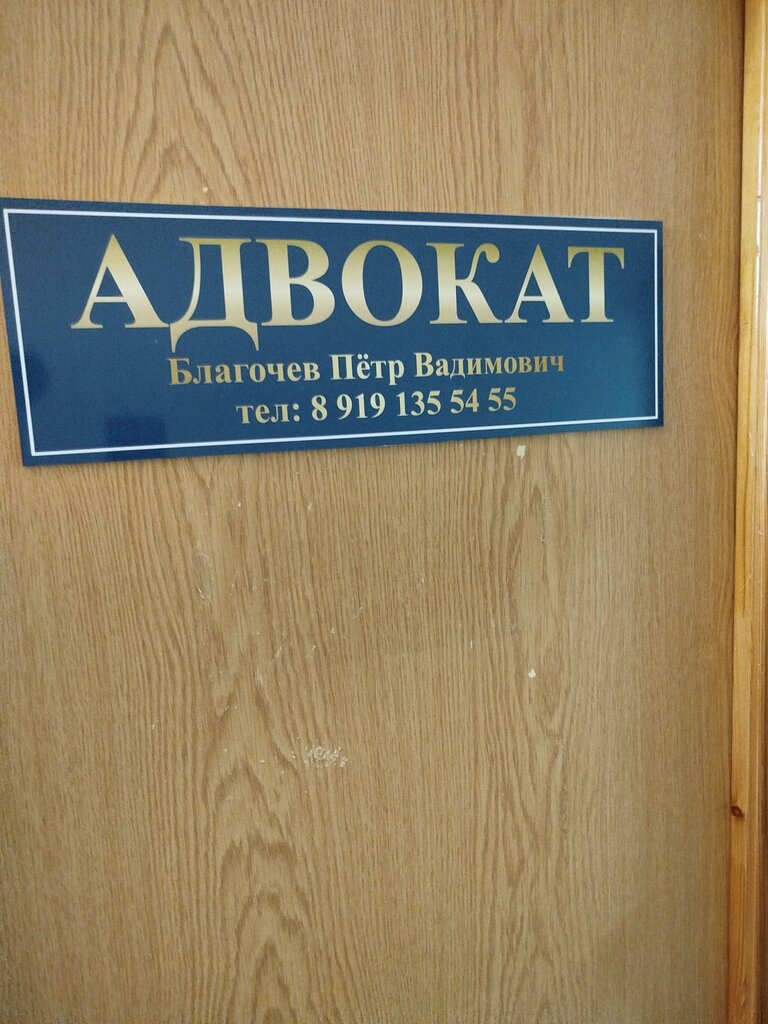 АДВОКАТ
Благочев Пётр Вадимович
тел: 8 919 135 54 55